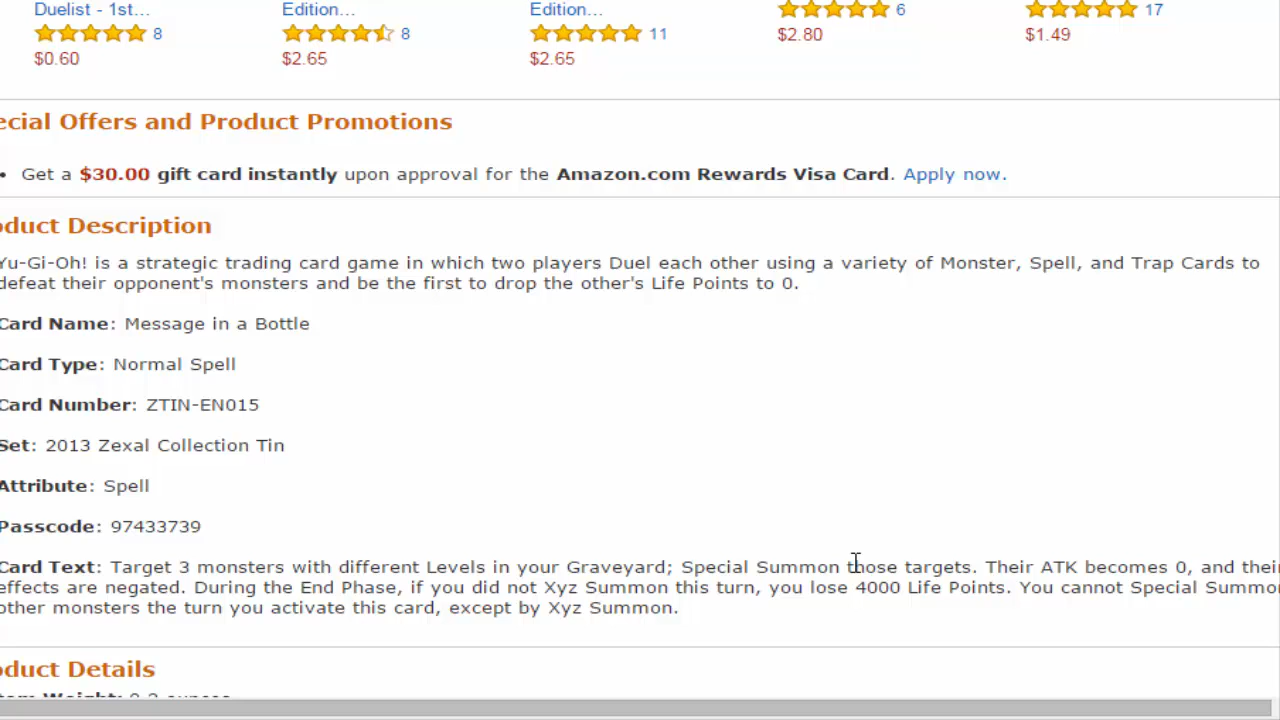 Duelist - 1st... Edition... Edition... 6 17
8 8 11 $2.80 $1.49
$0.60 $2.65 $2.65
ecial Offers and Product Promotions
• Get a $30.00 gift card instantly upon approval for the Amazon.com Rewards Visa Card. Apply now.
oduct Description
Yu-Gi-Oh! is a strategic trading card game in which two players Duel each other using a variety of Monster, Spell, and Trap Cards to
defeat their opponent's monsters and be the first to drop the other's Life Points to 0.
Card Name: Message in a Bottle
Card Type: Normal Spell
Card Number: ZTIN-EN015
Set: 2013 Zexal Collection Tin
Attribute: Spell
Passcode: 97433739
Card Text: Target 3 monsters with different Levels in your Graveyard; Special Summon those targets. Their ATK becomes 0, and thei
effects are negated. During the End Phase, if you did not Xyz Summon this turn, you lose 4000 Life Points. You cannot Special Summo
other monsters the turn you activate this card, except by Xyz Summon.
oduct Details